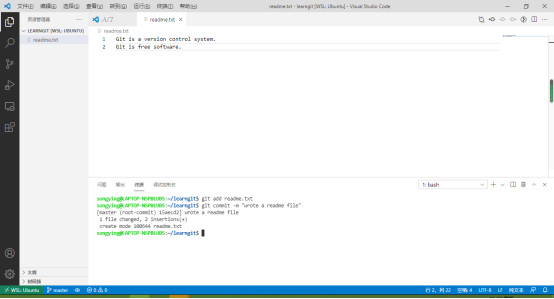 文件(F) 编辑(E) 选择(S) 查看(V) 转到(G) 运行(R) 终端(T) 帮助(H)
readme.txt - learngit [WSL: Ubuntu] - Visual Studio Code
资源管理器
LEARNGIT [WSL: UBUNTU]
readme.txt
readme.txt
readme.txt
1 Git is a version control system.
2 Git is free software.
问题 输出 终端 调试控制台
1: bash
songying@LAPTOP-NSPBLUD5:~/learngit$ git add readme.txt
songying@LAPTOP-NSPBLUD5:~/learngit$ git commit -m "wrote a readme file"
[master (root-commit) 15aecd2] wrote a readme file
1 file changed, 2 insertions(+)
create mode 100644 readme.txt
songying@LAPTOP-NSPBLUD5:~/learngit$
大纲
时间线
WSL: Ubuntu master 0 0
行 2, 列 22 空格: 4 UTF-8 LF 纯文本